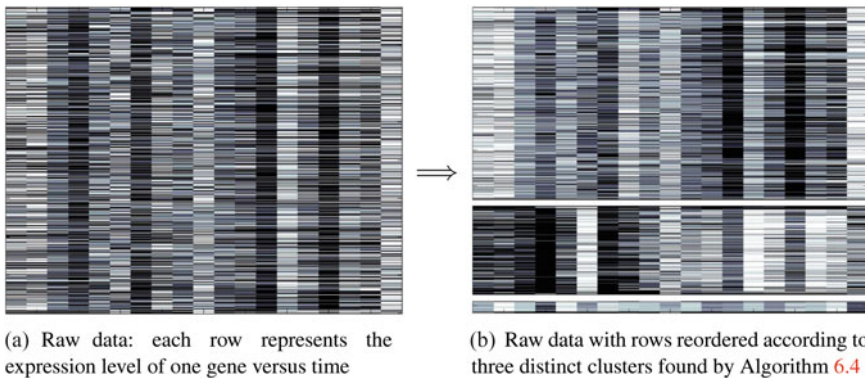 (a) Raw data: each row represents the
expression level of one gene versus time
(b) Raw data with rows reordered according to
three distinct clusters found by Algorithm 6.4